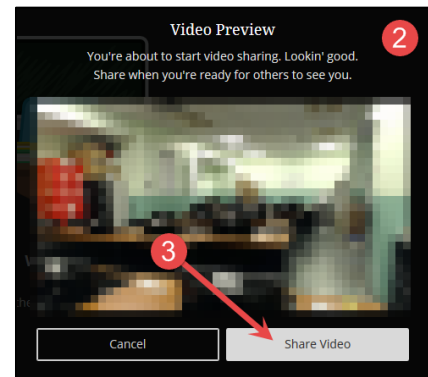 Video Preview
2
You're about to start video sharing. Lookin' good.
Share when you're ready for others to see you.
3
Cancel
Share Video